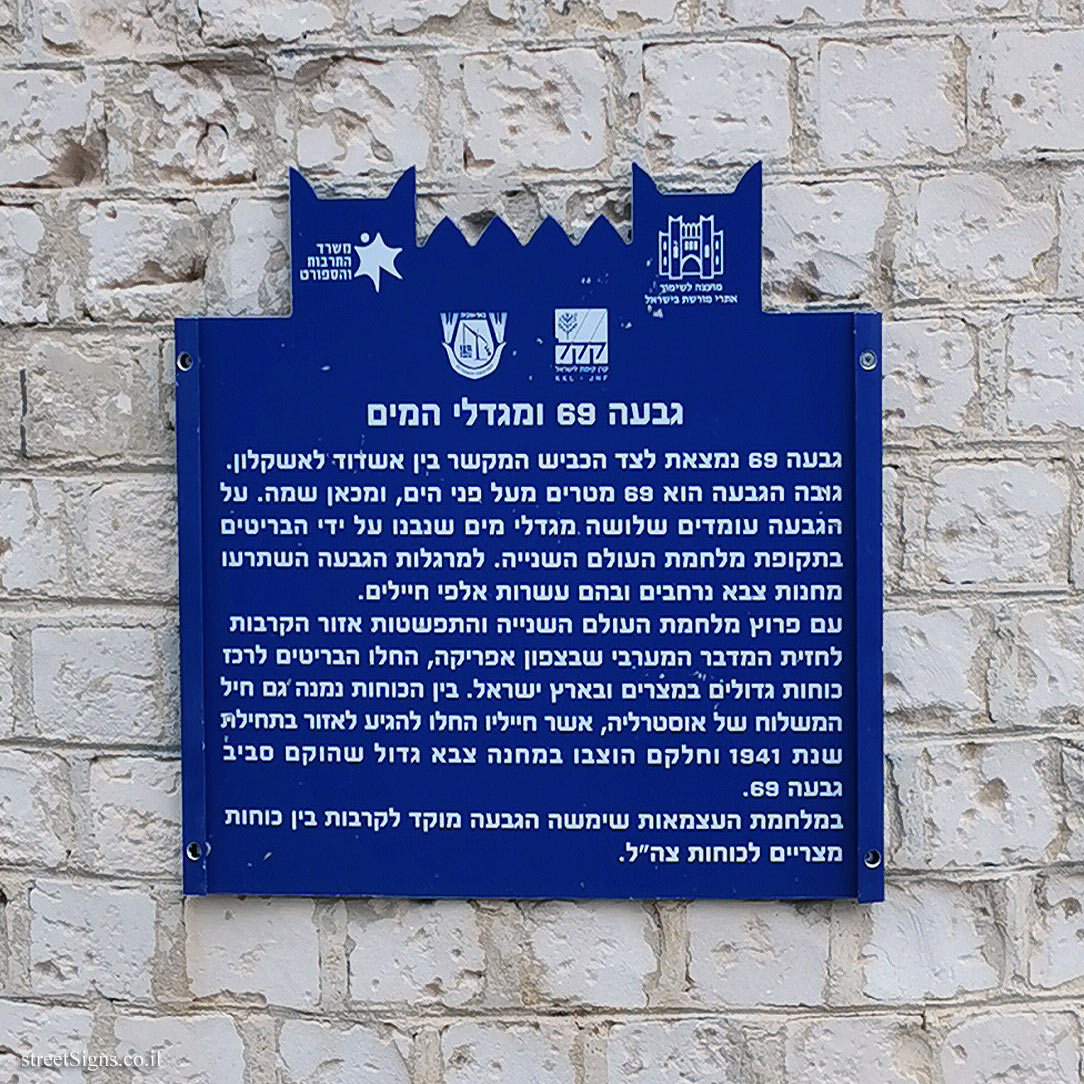 משרד
התרבות
והספורט
מועצה לשימור
אתרי מורשת בישראל
קק"ל
קרן קימת לישראל
KKL - JNF
גבעה 69 ומגדלי המים
גבעה 69 נמצאת לצד הכביש המקשר בין אשדוד לאשקלון.
גובה הגבעה הוא 69 מטרים מעל פני הים, ומכאן שמה. על
הגבעה עומדים שלושה מגדלי מים שנבנו על ידי הבריטים
בתקופת מלחמת העולם השנייה. למרגלות הגבעה השתרעו
מחנות צבא נרחבים ובהם עשרות אלפי חיילים.
עם פרוץ מלחמת העולם השנייה והתפשטות אזור הקרבות
לחזית המדבר המערבי שבצפון אפריקה, החלו הבריטים לרכז
כוחות גדולים במצרים ובארץ ישראל. בין הכוחות נמנה גם חיל
המשלוח של אוסטרליה, אשר חייליו החלו להגיע לאזור בתחילת
שנת 1941 וחלקם הוצבו במחנה צבא גדול שהוקם סביב
גבעה 69.
במלחמת העצמאות שימשה הגבעה מוקד לקרבות בין כוחות
מצריים לכוחות צה"ל.
streetSigns.co.il